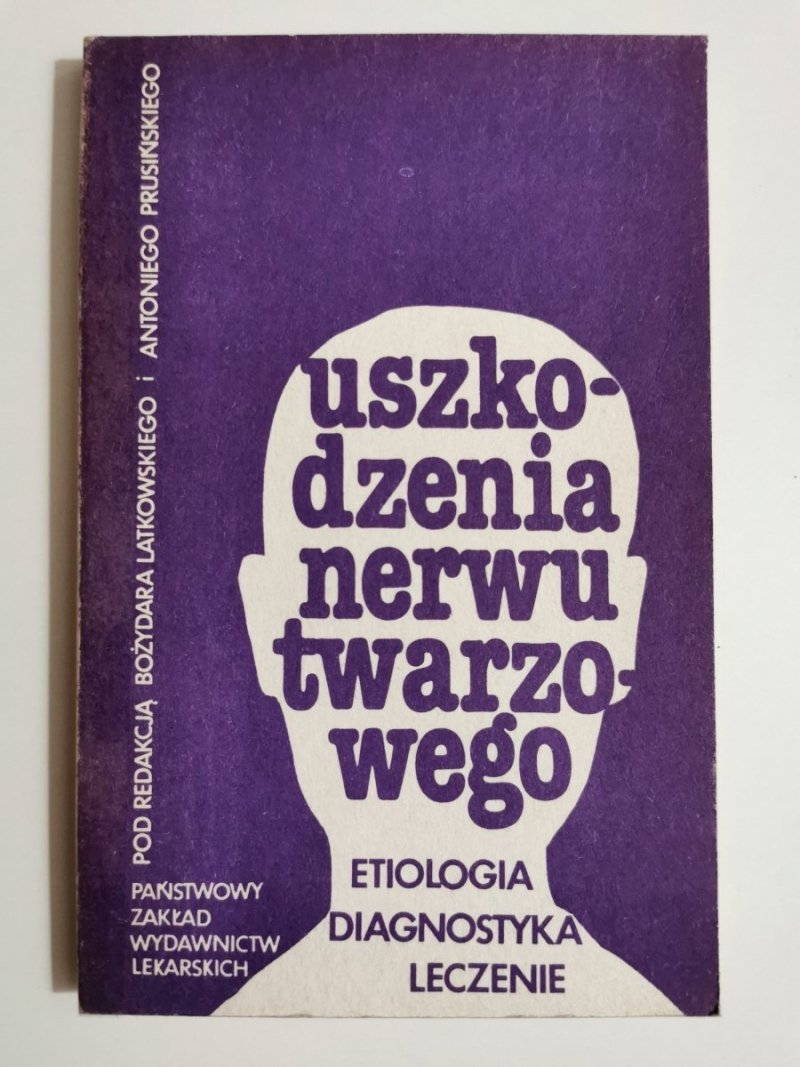 POD REDAKCJĄ BOŻYDARA LATKOWSKIEGO i ANTONIEGO PRUSIŃSKIEGO
uszko-
dzenia
nerwu
twarzo-
wego
ETIOLOGIA
DIAGNOSTYKA
LECZENIE
PAŃSTWOWY
ZAKŁAD
WYDAWNICTW
LEKARSKICH